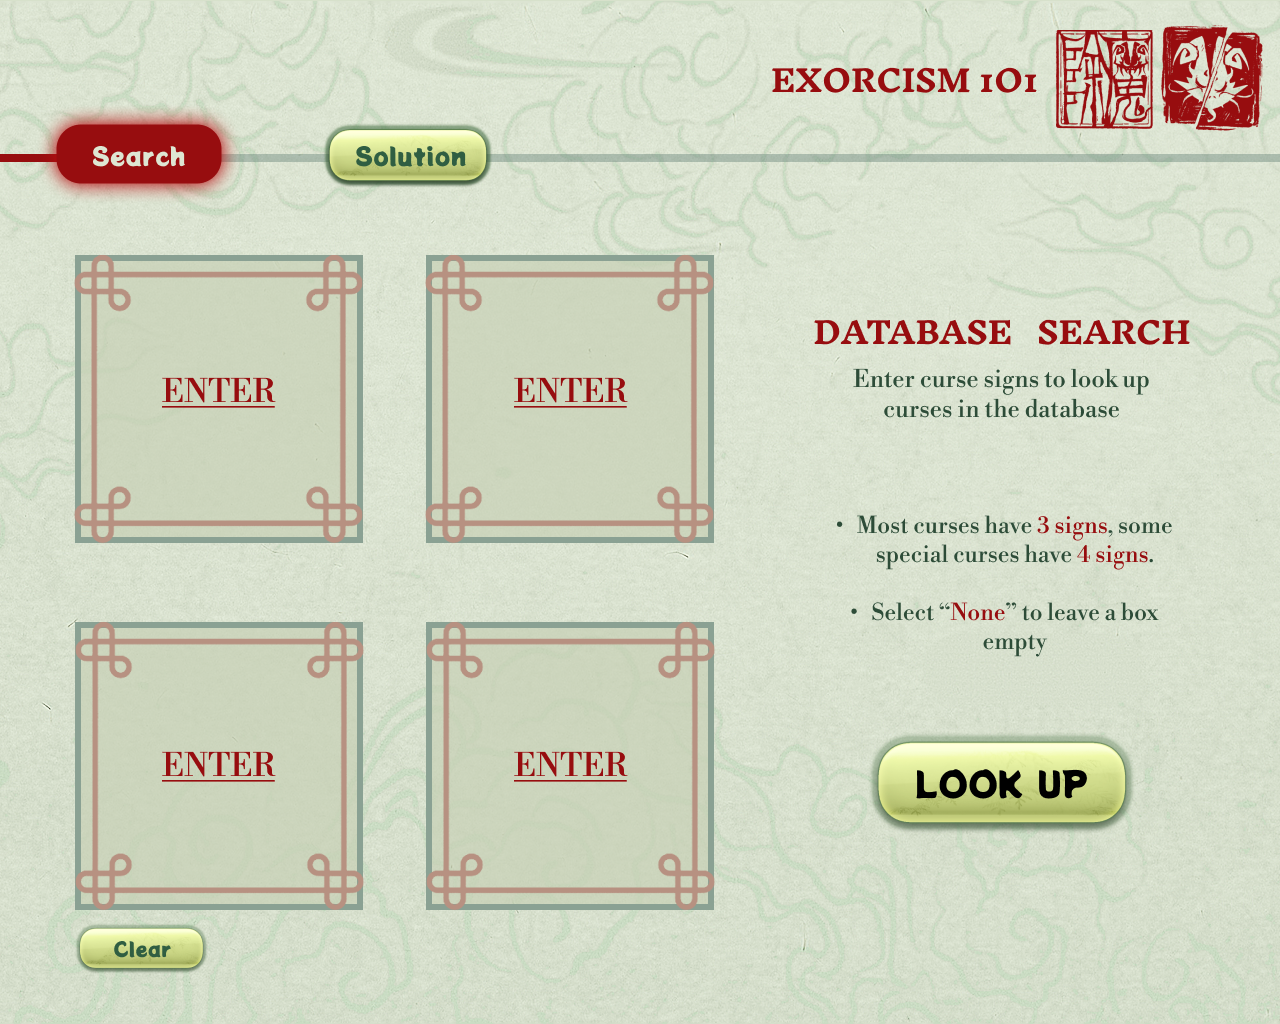 EXORCISM 101
Search
Solution
ENTER
ENTER
DATABASE SEARCH
Enter curse signs to look up
curses in the database
• Most curses have 3 signs, some
special curses have 4 signs.
• Select “None” to leave a box
empty
ENTER
ENTER
LOOK UP
Clear